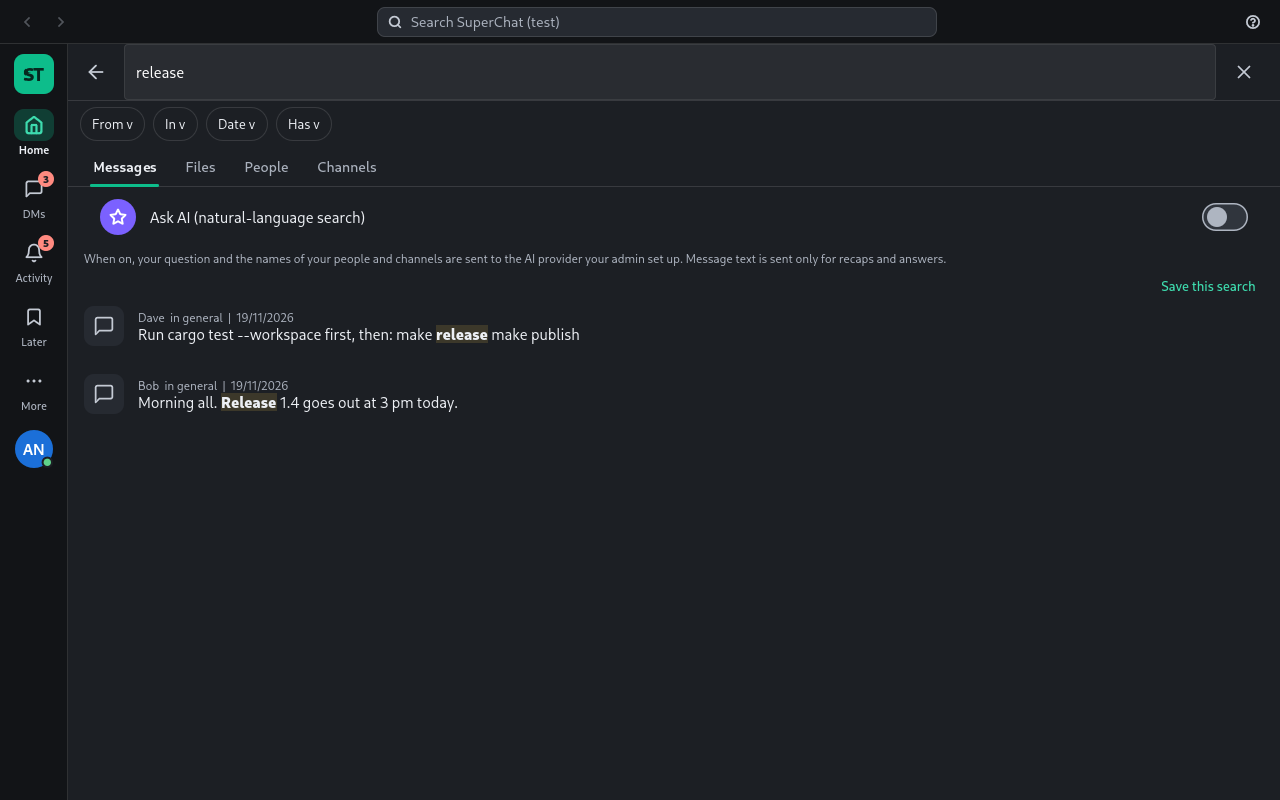 Search SuperChat (test)
ST
release
From v
In v
Date v
Has v
Home
Messages
Files
People
Channels
3
DMs
Ask AI (natural-language search)
5
Activity
When on, your question and the names of your people and channels are sent to the AI provider your admin set up. Message text is sent only for recaps and answers.
Save this search
Later
Dave in general | 19/11/2026
Run cargo test --workspace first, then: make release make publish
More
Bob in general | 19/11/2026
Morning all. Release 1.4 goes out at 3 pm today.
AN